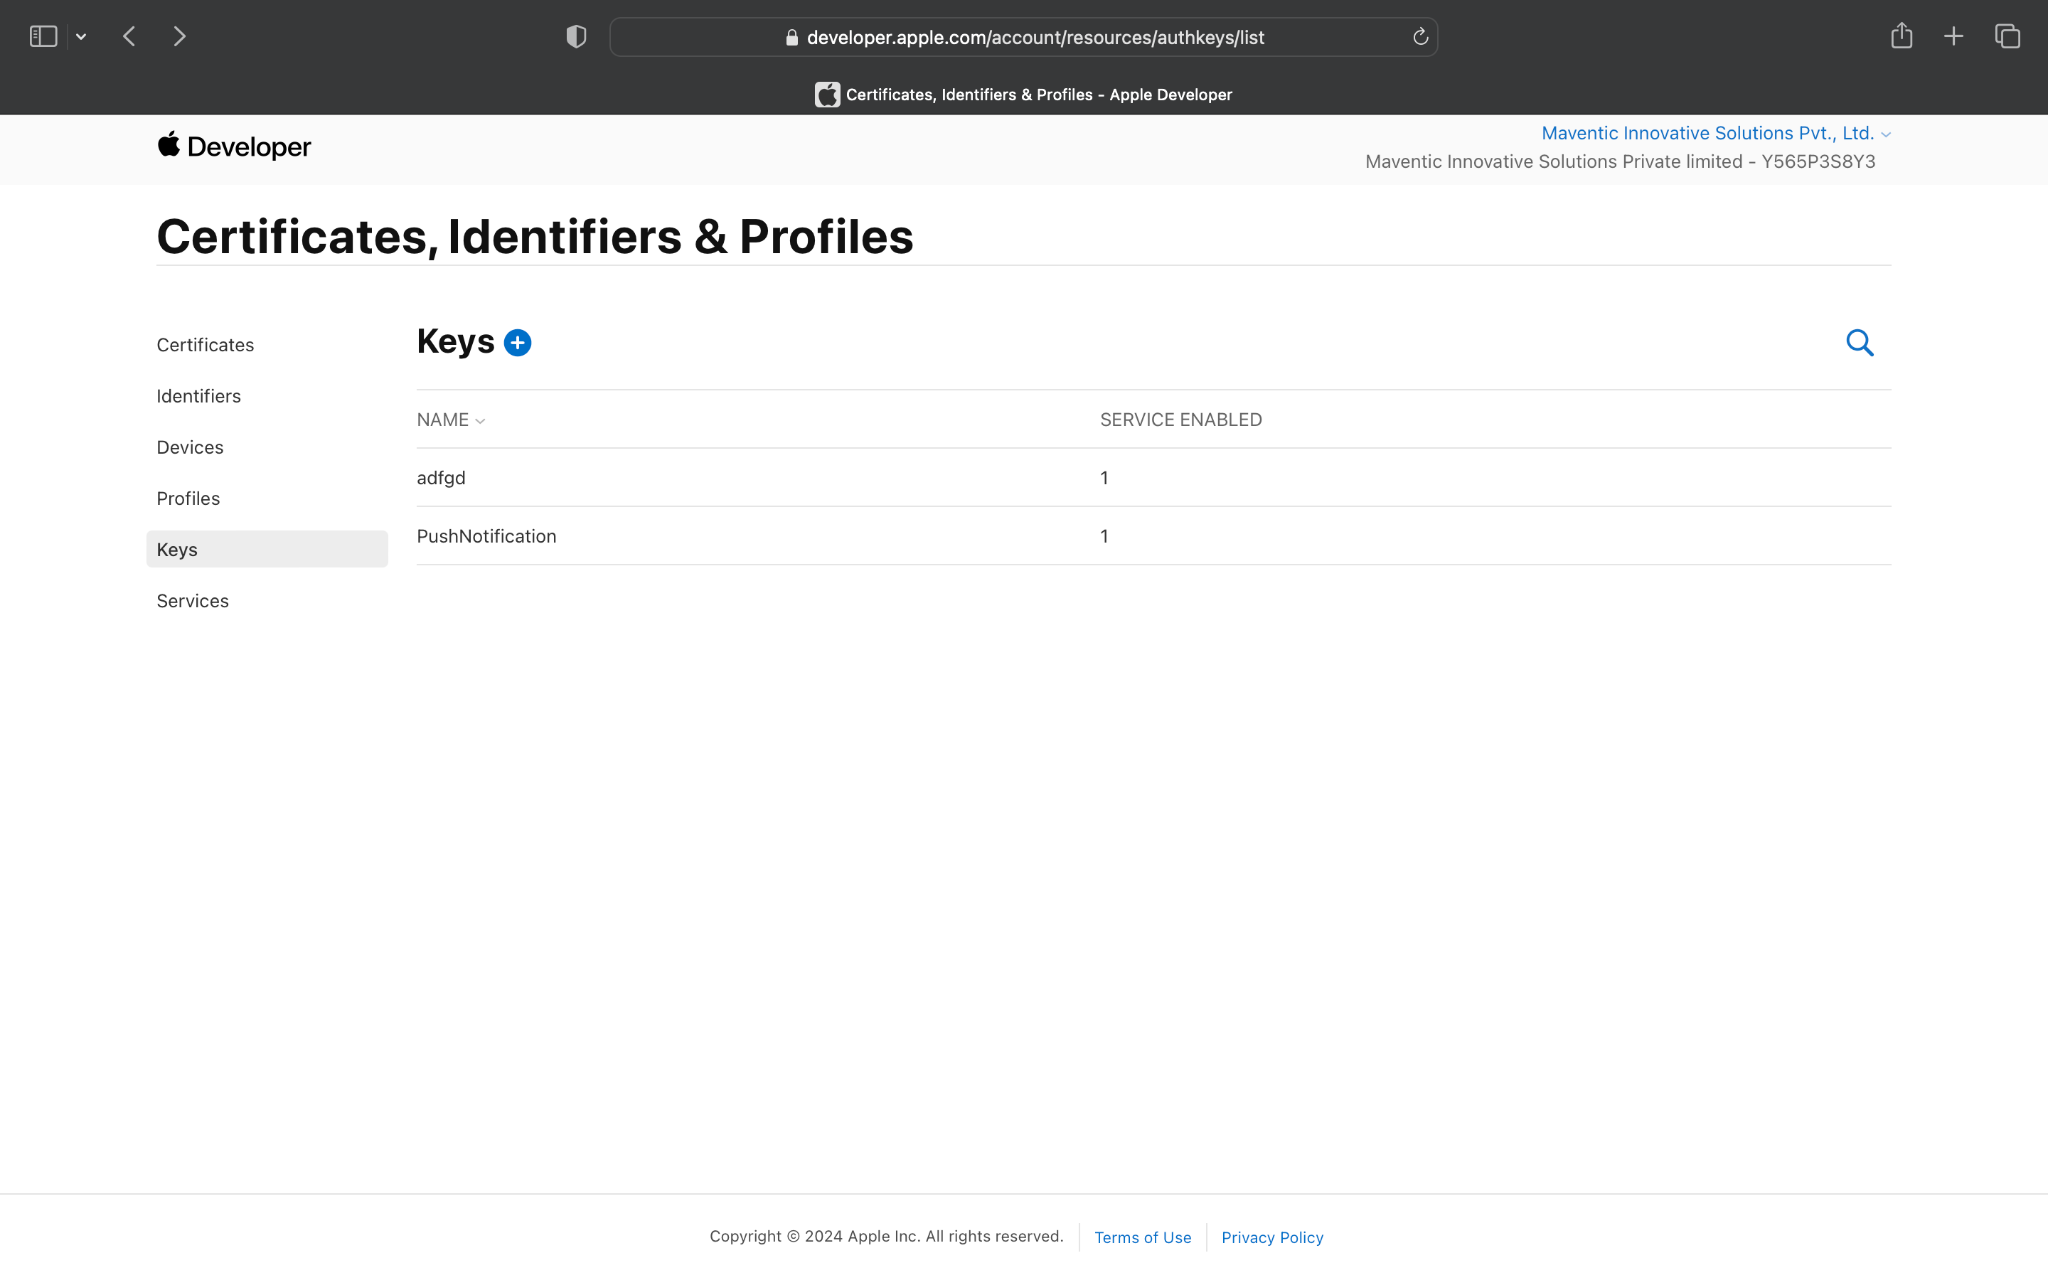 developer.apple.com/account/resources/authkeys/list
Certificates, Identifiers & Profiles - Apple Developer
Developer
Maventic Innovative Solutions Pvt., Ltd.
Maventic Innovative Solutions Private limited - Y565P3S8Y3
Certificates, Identifiers & Profiles
Certificates
Identifiers
Devices
Profiles
Keys
Services
Keys
NAME SERVICE ENABLED
adfgd 1
PushNotification 1
Copyright © 2024 Apple Inc. All rights reserved. Terms of Use Privacy Policy